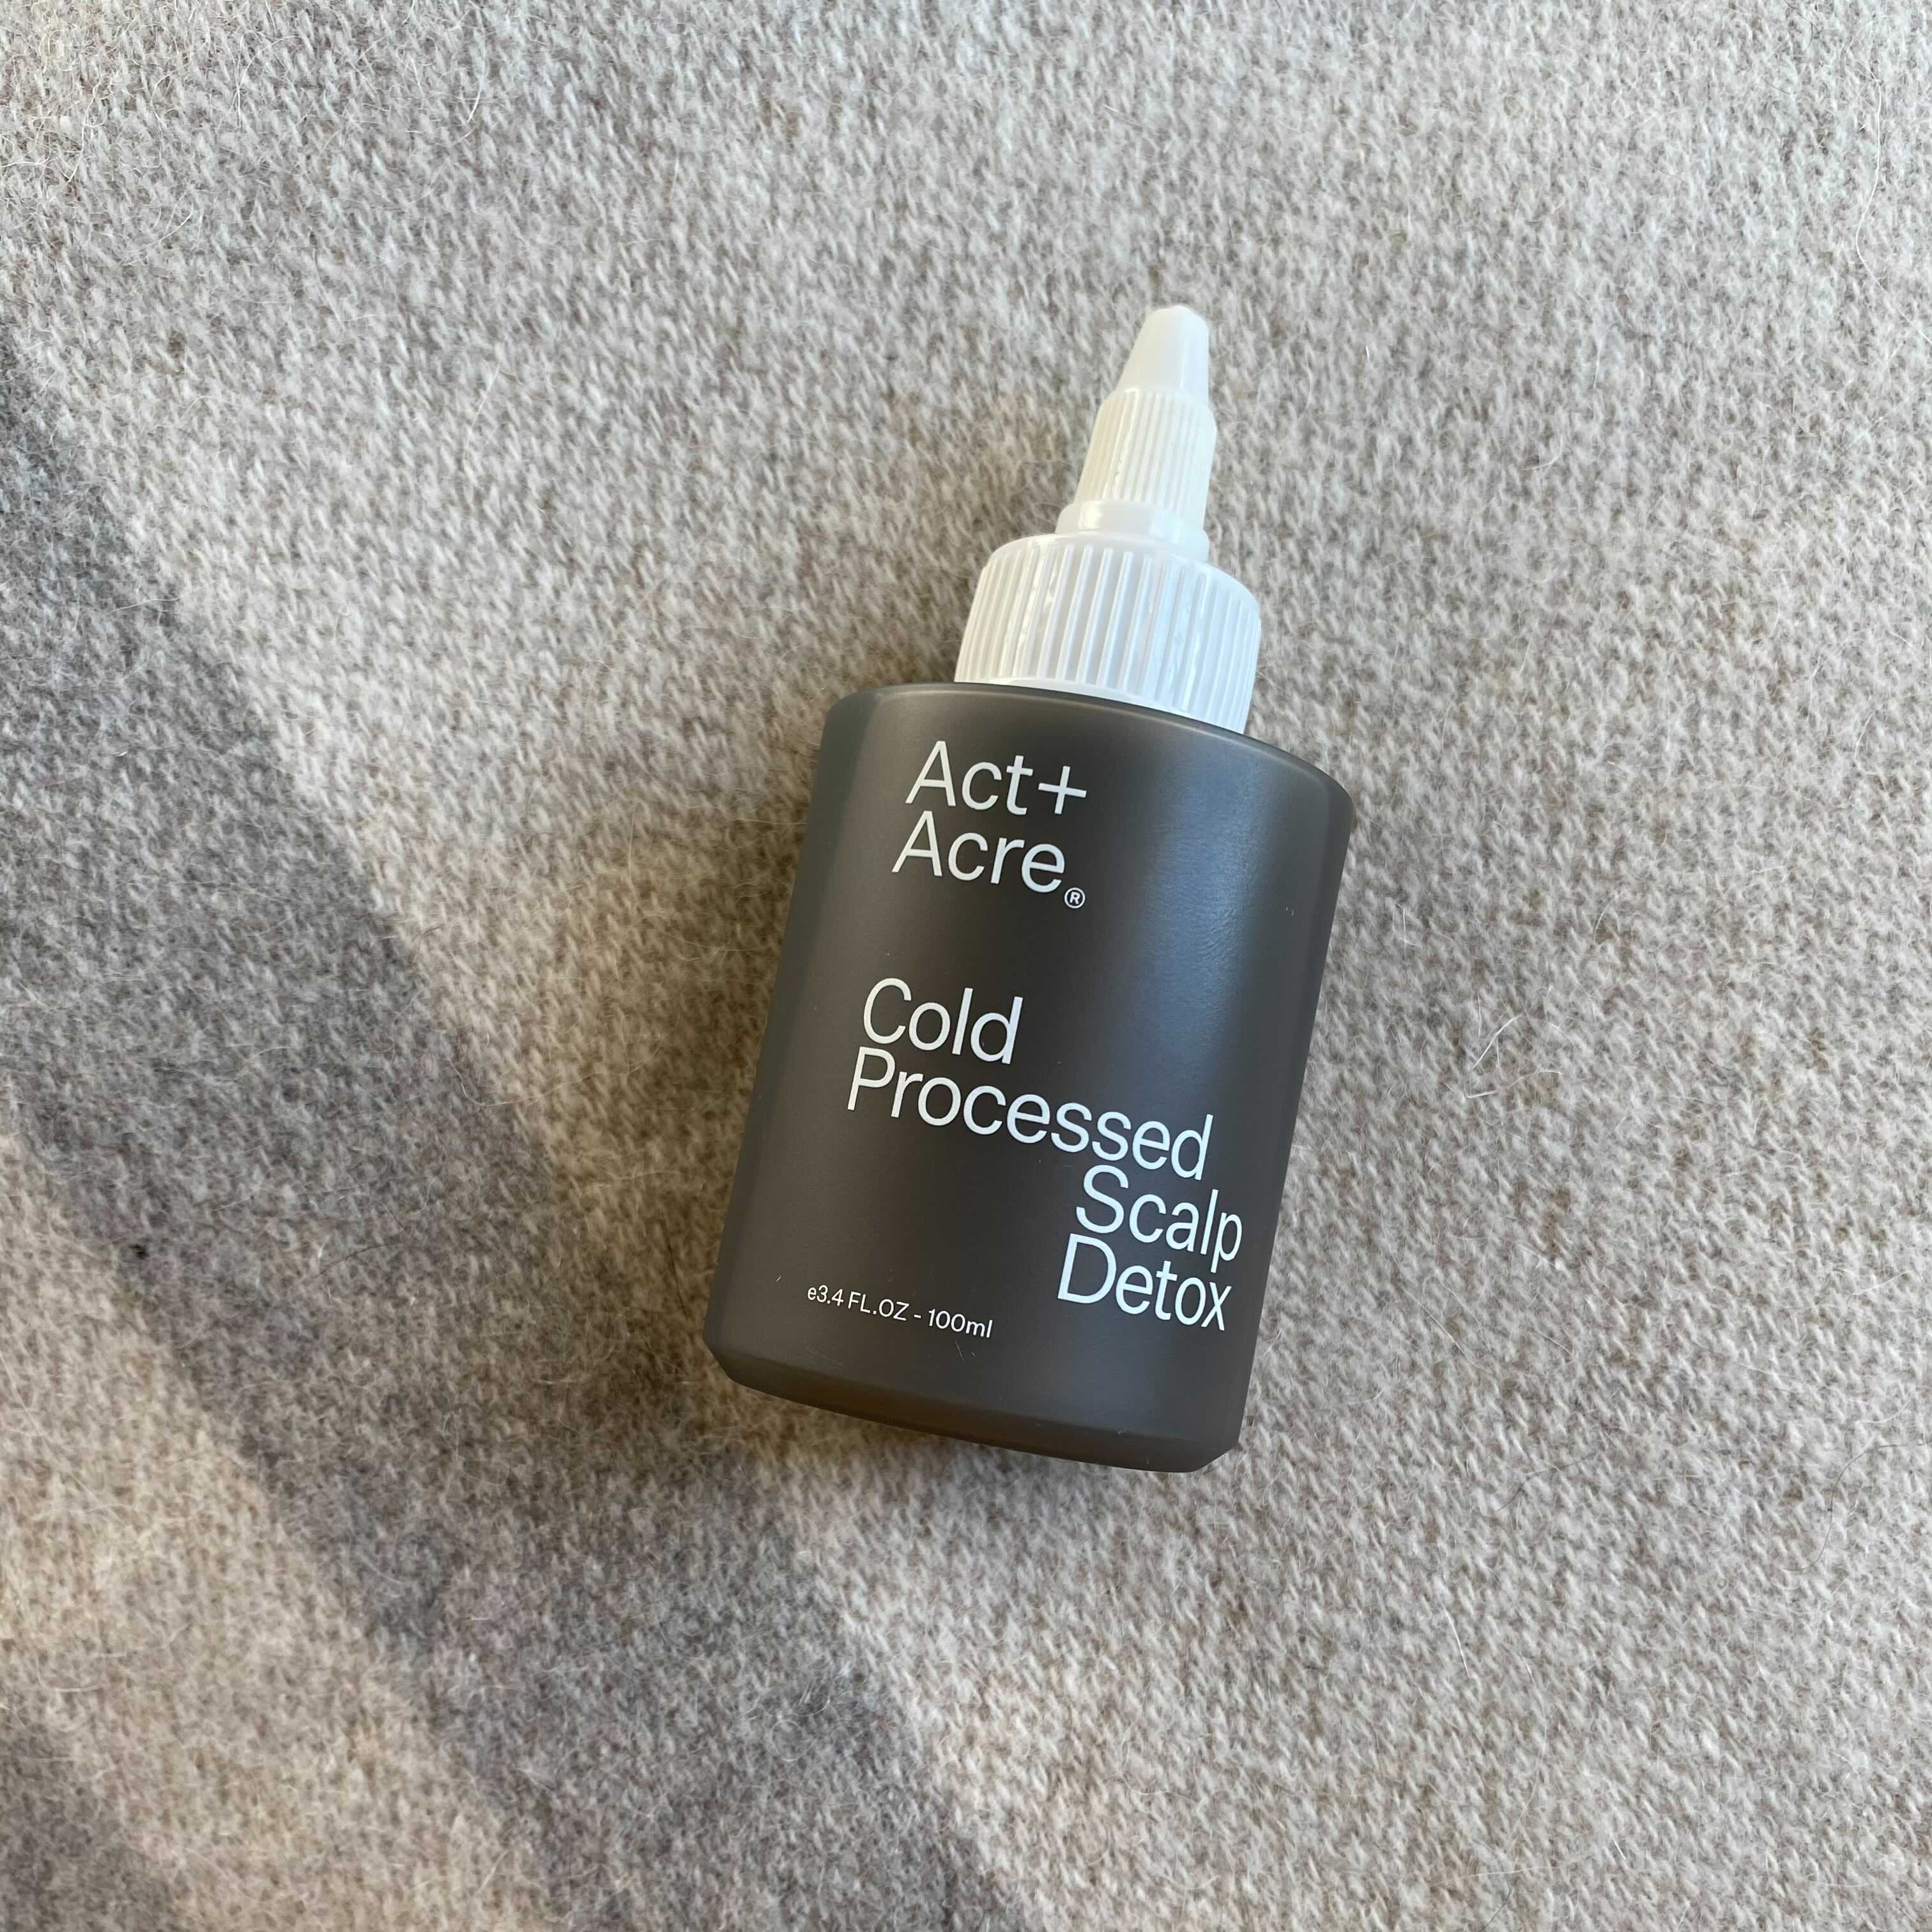 Act+
Acre®
Cold
Processed
Scalp
Detox
e3.4 FL.OZ - 100ml